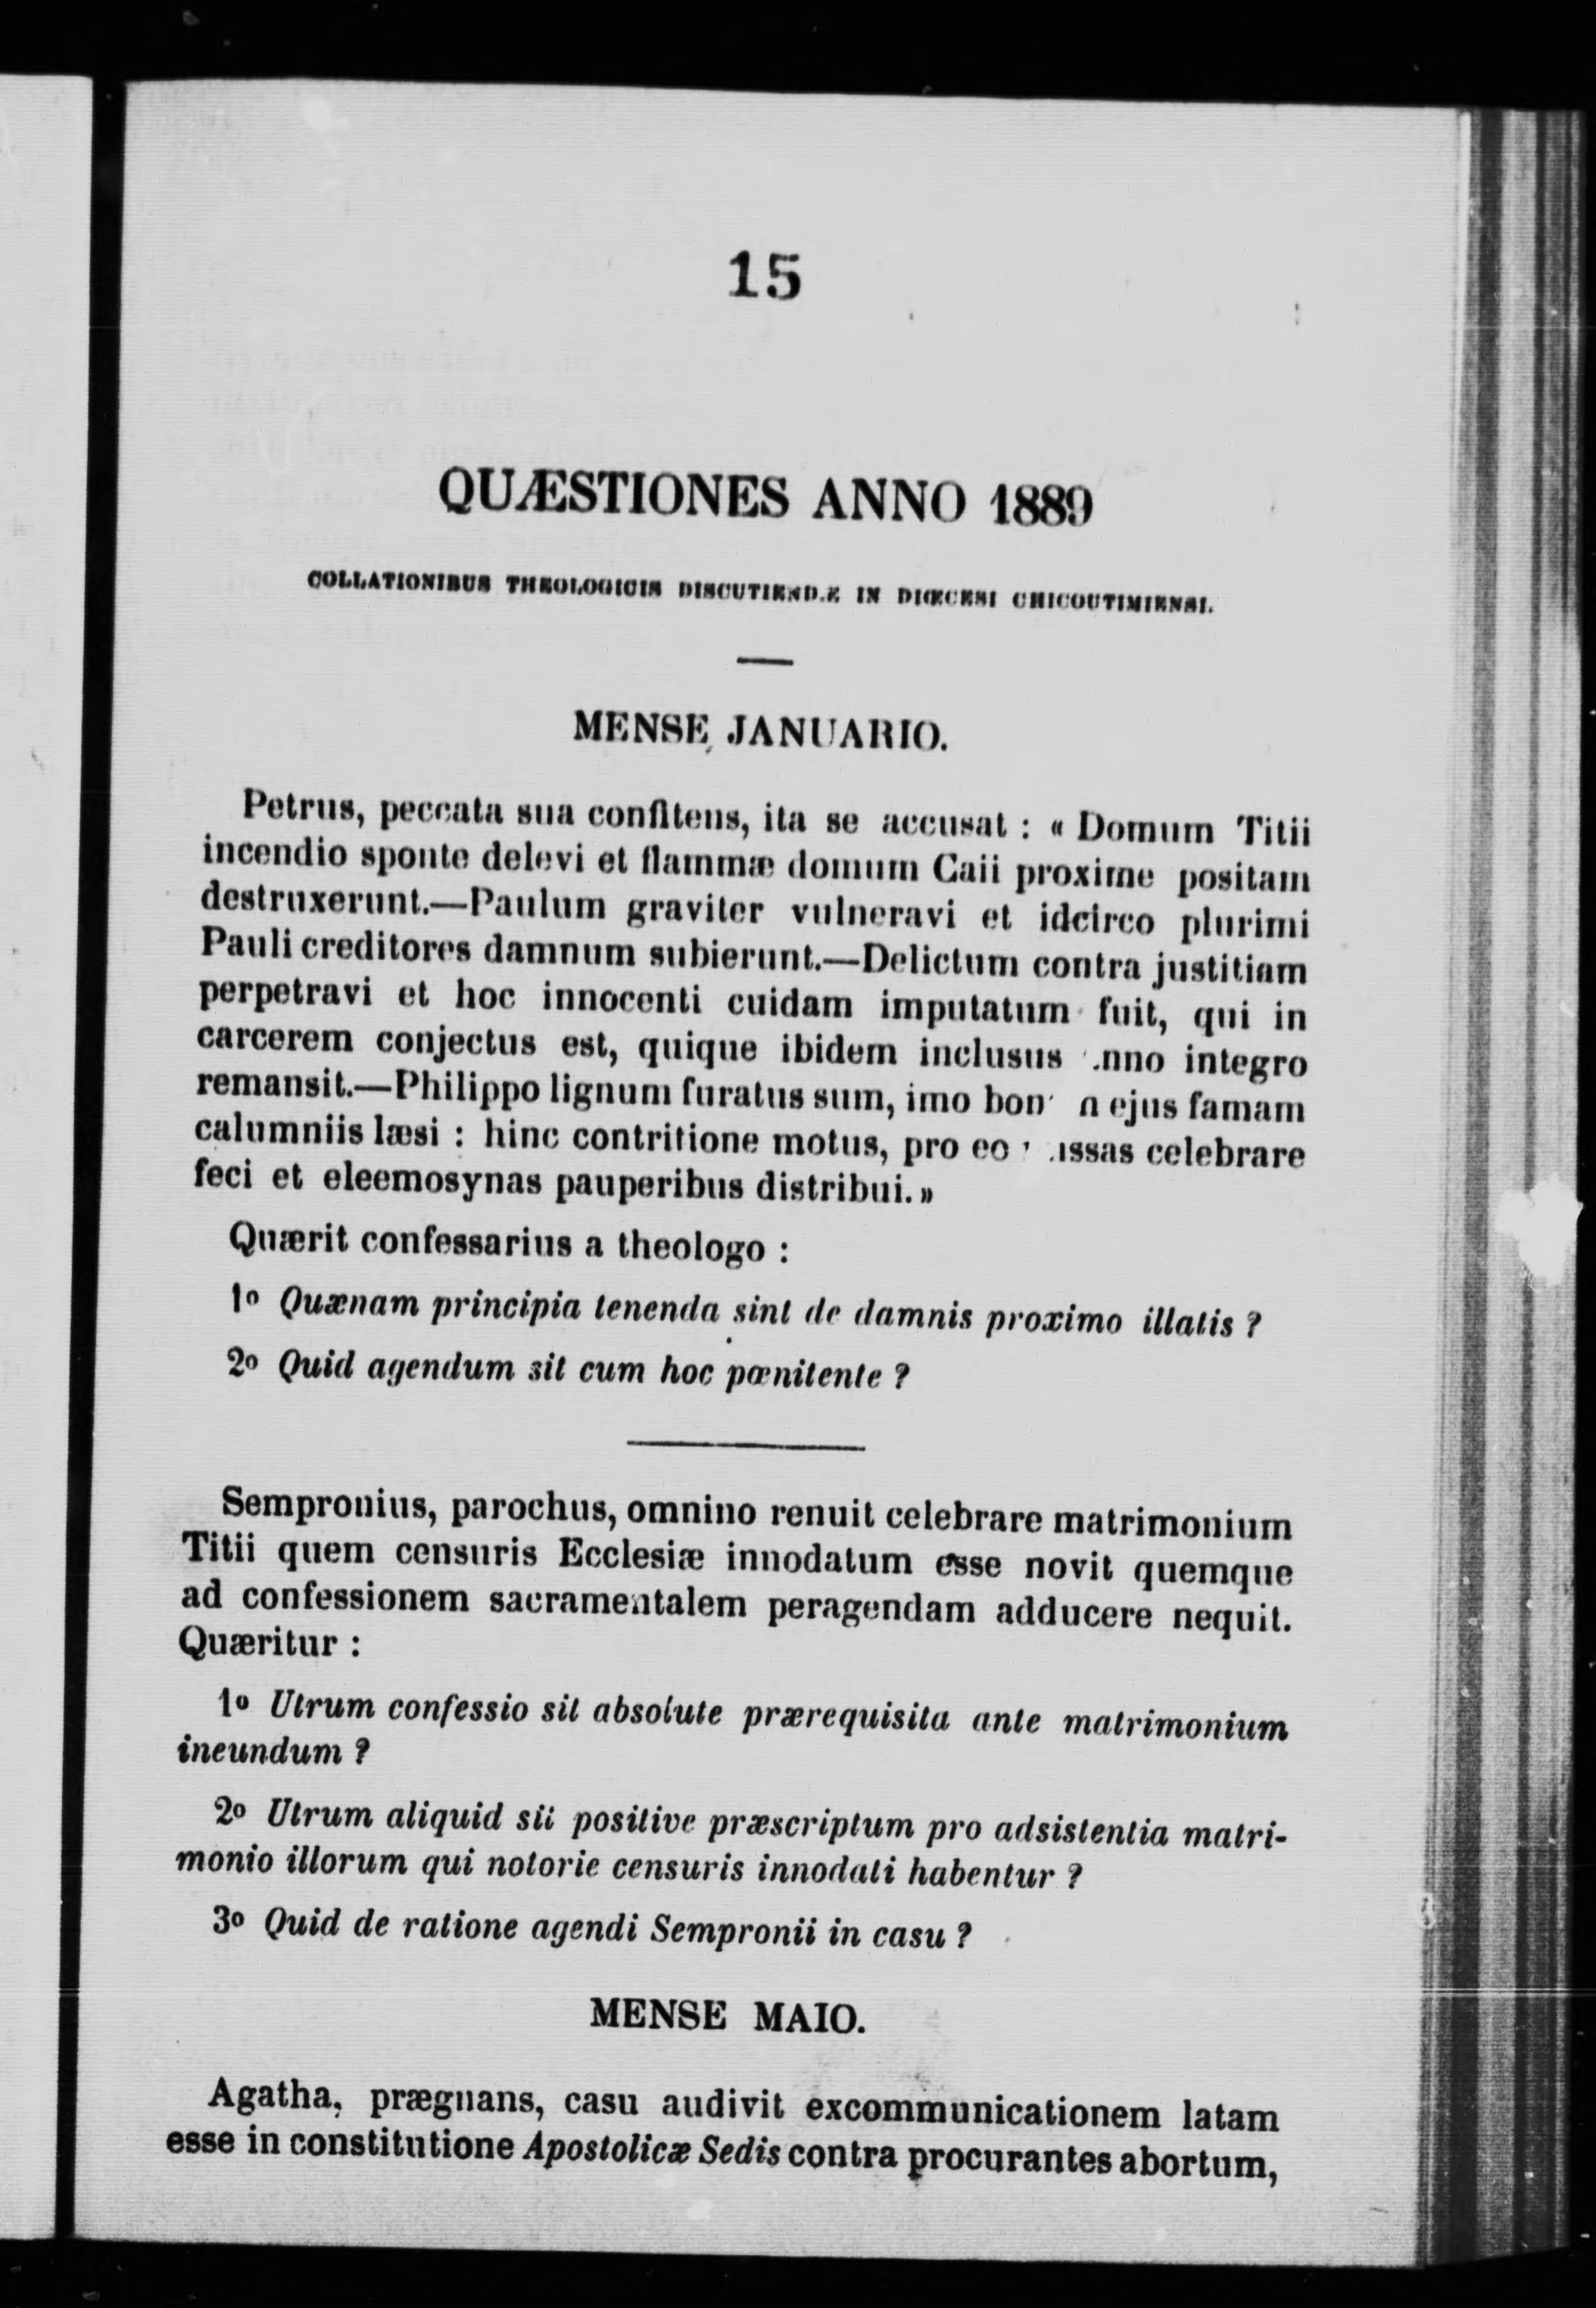 15
QUÆSTIONES ANNO 1889
COLLATIONIBUS THEOLOGICIS DISCUTIENDÆ IN DIŒCESI CHICOUTIMIENSI.
MENSE JANUARIO.
Petrus, peccata sua confitens, ita se accusat : « Domum Titii
incendio sponte delevi et flammæ domum Caii proxime positam
destruxerunt.—Paulum graviter vulneravi et idcirco plurimi
Pauli creditores damnum subierunt.—Delictum contra justitiam
perpetravi et hoc innocenti cuidam imputatum fuit, qui in
carcerem conjectus est, quique ibidem inclusus nno integro
remansit.—Philippo lignum furatus sum, imo ejus famam
calumniis læsi : hinc contritione motus, pro eo issas celebrare
feci et eleemosynas pauperibus distribui. »
Quærit confessarius a theologo :
1o Quænam principia tenenda sint de damnis proximo illatis ?
2o Quid agendum sit cum hoc pœnitente ?
Sempronius, parochus, omnino renuit celebrare matrimonium
Titii quem censuris Ecclesiæ innodatum esse novit quemque
ad confessionem sacramentalem peragendam adducere nequit.
Quæritur :
1o Utrum confessio sit absolute prærequisita ante matrimonium
ineundum ?
2o Utrum aliquid sit positive præscriptum pro adsistentia matri-
monio illorum qui notorie censuris innodati habentur ?
3o Quid de ratione agendi Sempronii in casu ?
MENSE MAIO.
Agatha, prægnans, casu audivit excommunicationem latam
esse in constitutione Apostolicæ Sedis contra procurantes abortum,